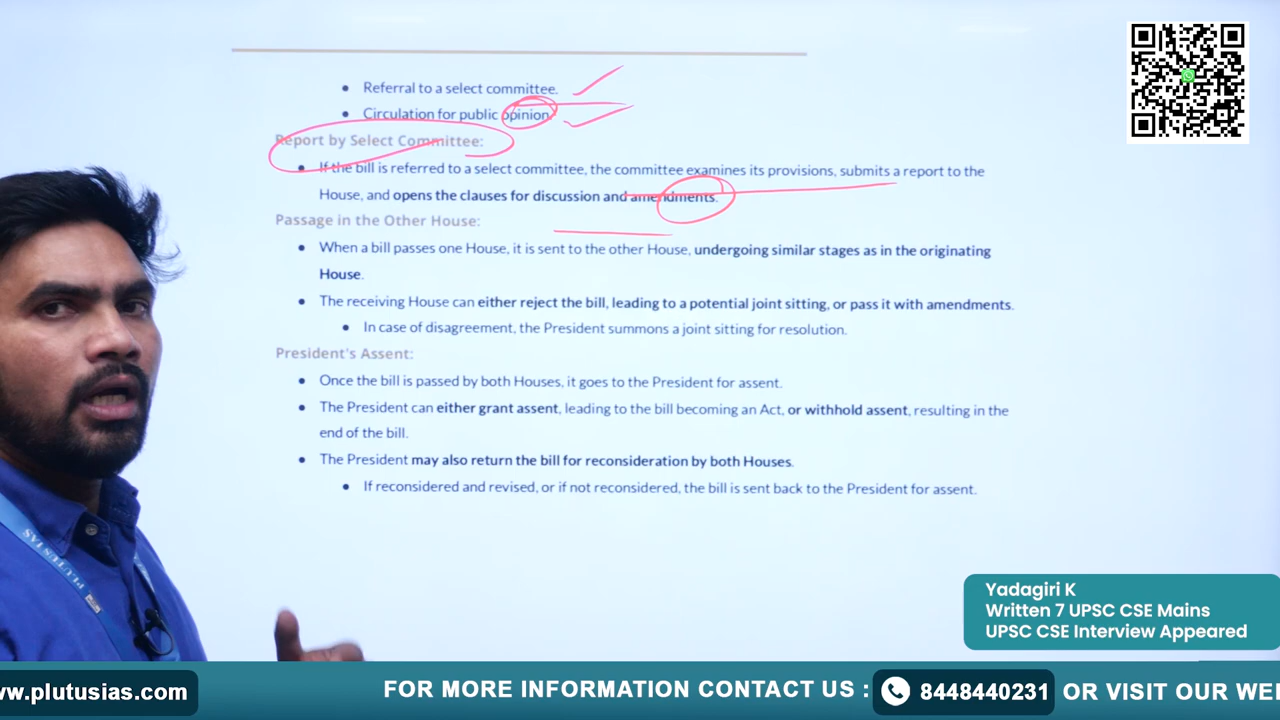 Referral to a select committee.
Circulation for public opinion.
Report by Select Committee:
If the bill is referred to a select committee, the committee examines its provisions, submits a report to the
House, and opens the clauses for discussion and amendments.
Passage in the Other House:
When a bill passes one House, it is sent to the other House, undergoing similar stages as in the originating
House.
The receiving House can either reject the bill, leading to a potential joint sitting, or pass it with amendments.
In case of disagreement, the President summons a joint sitting for resolution.
President's Assent:
Once the bill is passed by both Houses, it goes to the President for assent.
The President can either grant assent, leading to the bill becoming an Act, or withhold assent, resulting in the
end of the bill.
The President may also return the bill for reconsideration by both Houses.
If reconsidered and revised, or if not reconsidered, the bill is sent back to the President for assent.
PLUTUS IAS
Yadagiri K
Written 7 UPSC CSE Mains
UPSC CSE Interview Appeared
ww.plutusias.com
FOR MORE INFORMATION CONTACT US :
8448440231
OR VISIT OUR WE